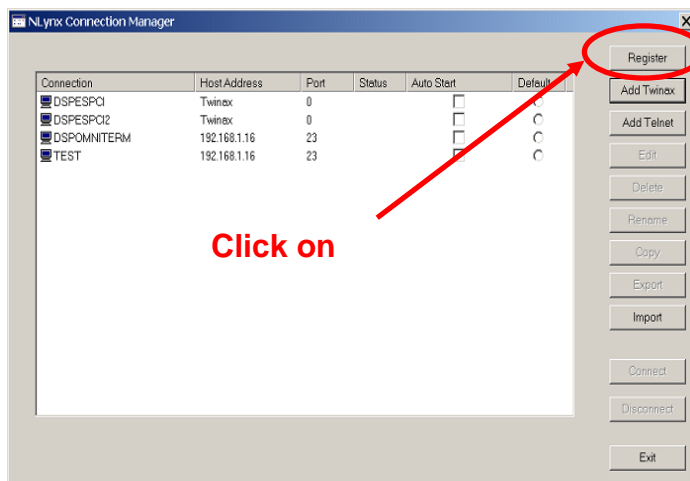 NLynx Connection Manager
Register
Connection Host Address Port Status Auto Start Default
Add Twinax
DSPESPCI Twinax 0
DSPESPCI2 Twinax 0
Add Telnet
DSPOMNITERM 192.168.1.16 23
TEST 192.168.1.16 23
Edit
Delete
Rename
Click on
Copy
Export
Import
Connect
Disconnect
Exit